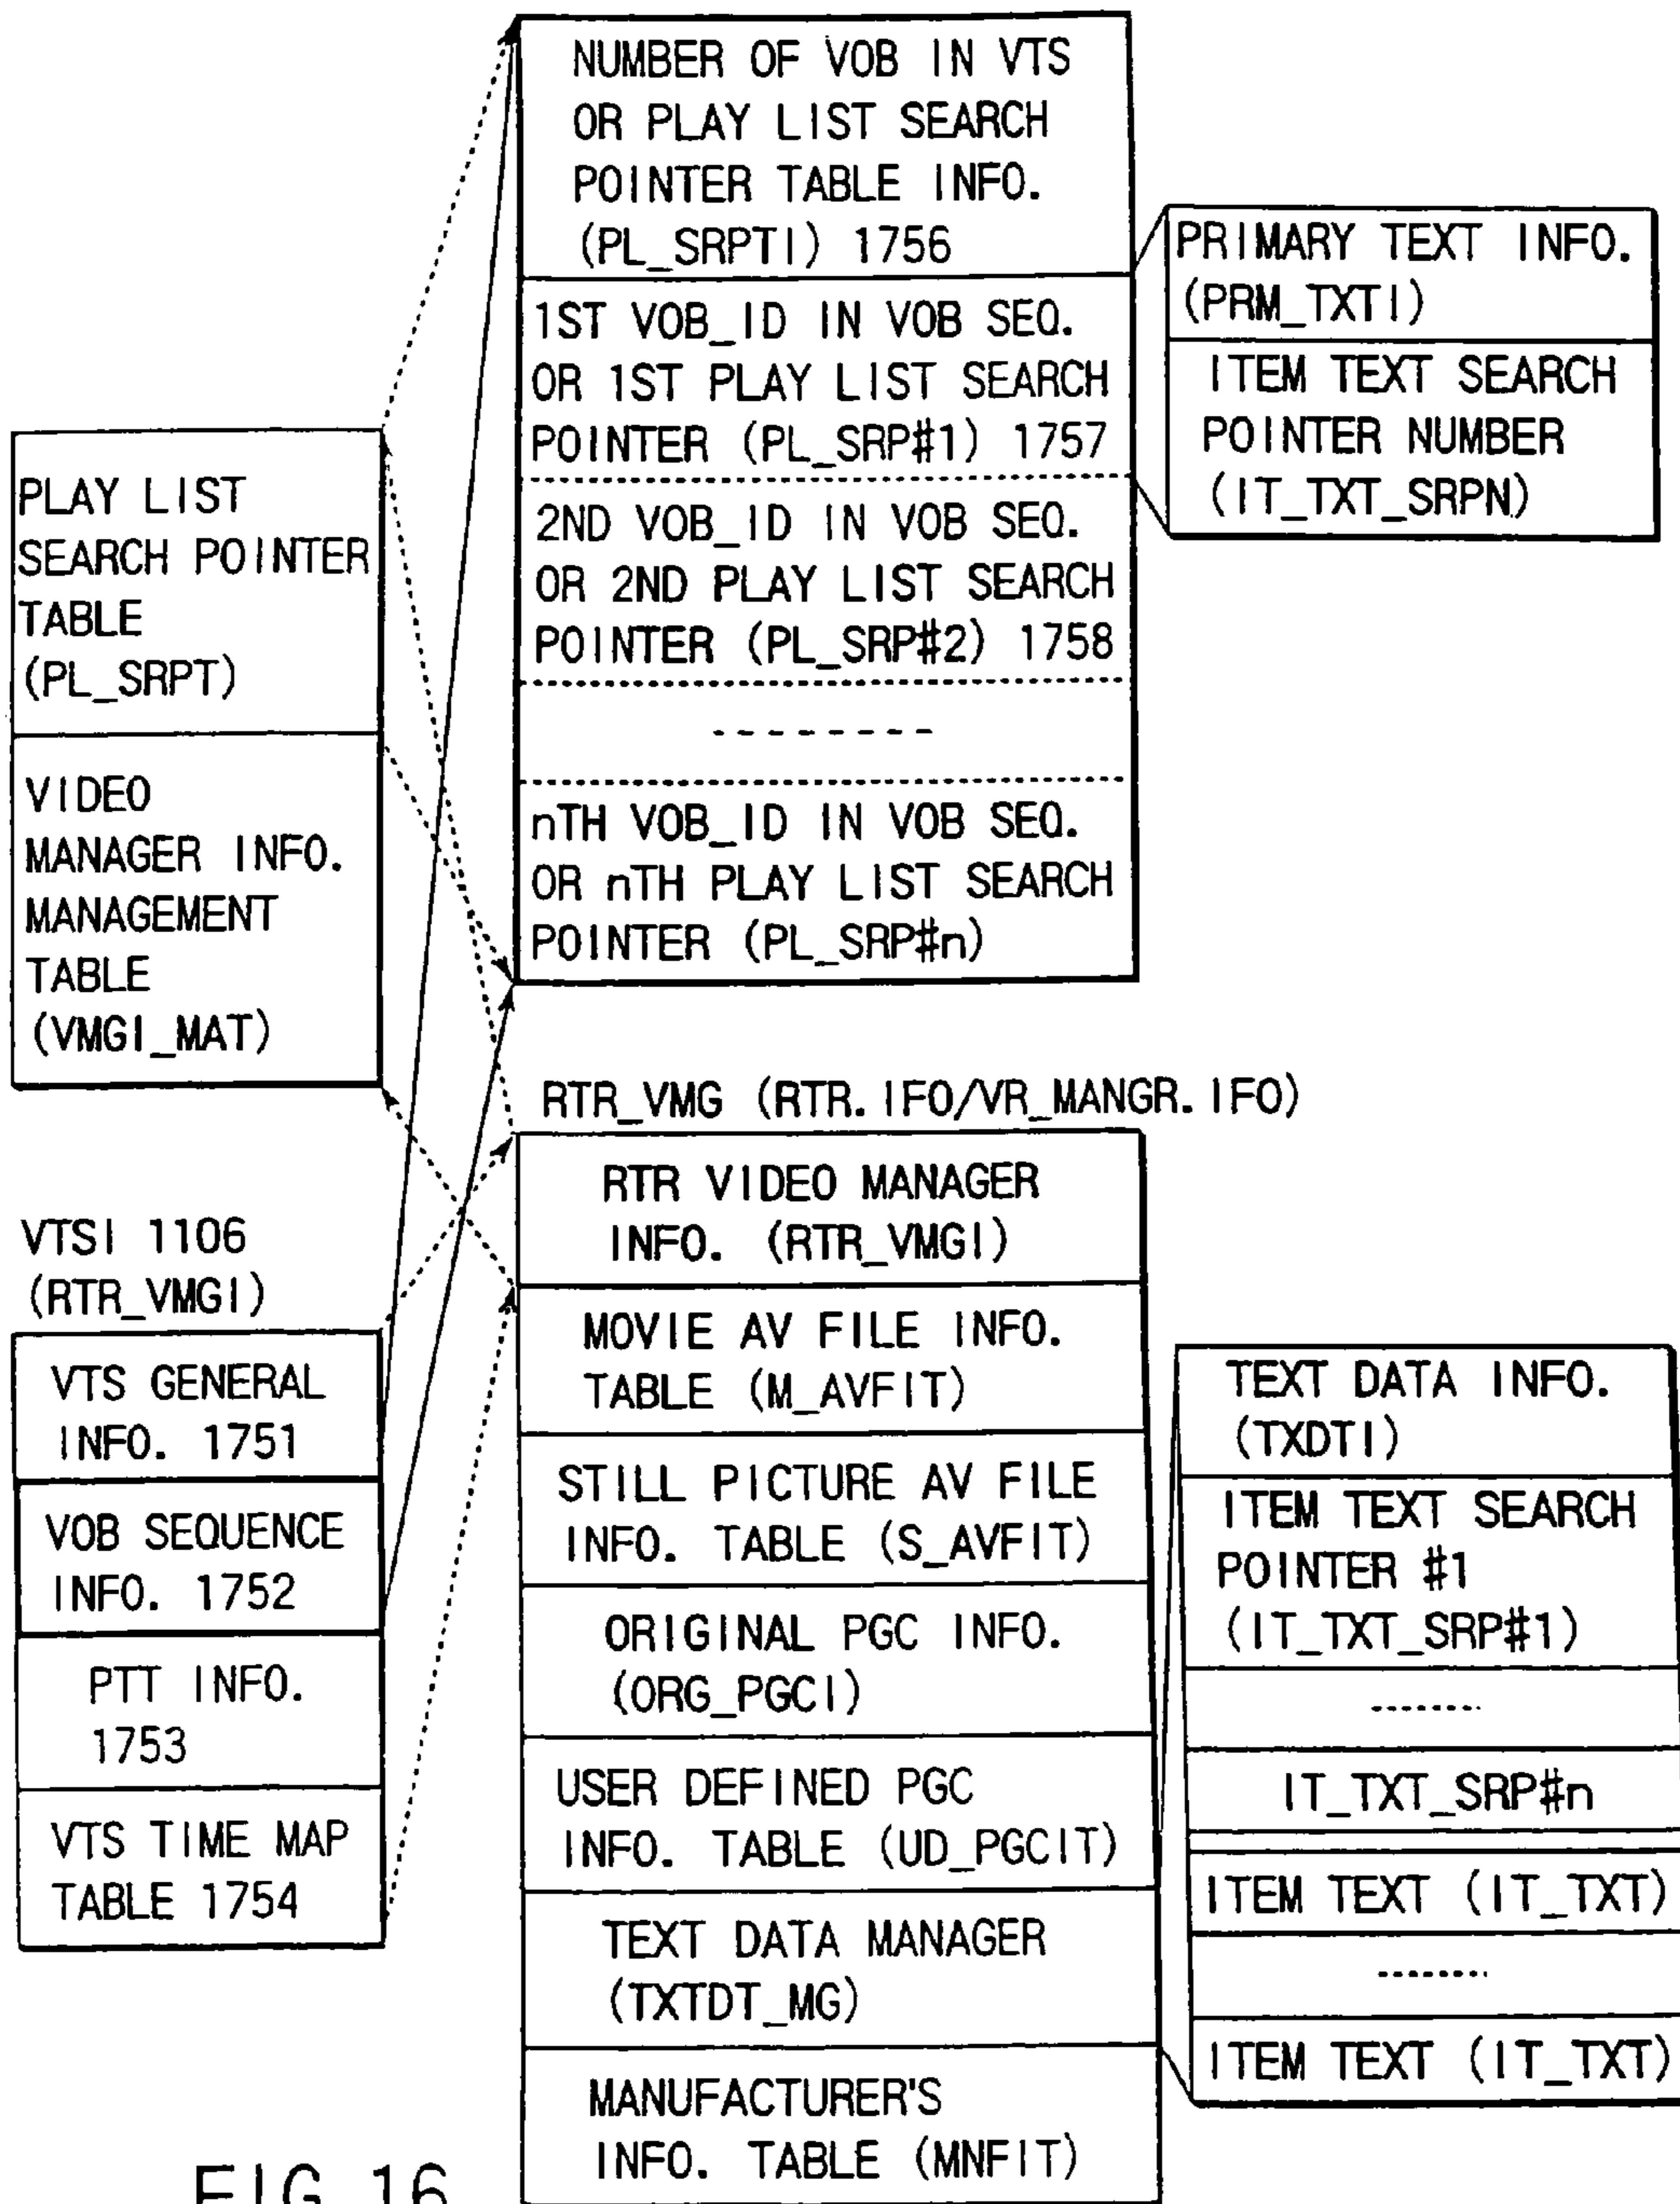 NUMBER OF VOB IN VTS
OR PLAY LIST SEARCH
POINTER TABLE INFO.
(PL_SRPTI) 1756
1ST VOB_ID IN VOB SEQ.
OR 1ST PLAY LIST SEARCH
POINTER (PL_SRP#1) 1757
2ND VOB_ID IN VOB SEQ.
OR 2ND PLAY LIST SEARCH
POINTER (PL_SRP#2) 1758
nTH VOB_ID IN VOB SEQ.
OR nTH PLAY LIST SEARCH
POINTER (PL_SRP#n)
PRIMARY TEXT INFO.
(PRM_TXTI)
ITEM TEXT SEARCH
POINTER NUMBER
(IT_TXT_SRPN)
PLAY LIST
SEARCH POINTER
TABLE
(PL_SRPT)
VIDEO
MANAGER INFO.
MANAGEMENT
TABLE
(VMGI_MAT)
RTR_VMG (RTR.IFO/VR_MANGR.IFO)
RTR VIDEO MANAGER
INFO. (RTR_VMGI)
MOVIE AV FILE INFO.
TABLE (M_AVFIT)
STILL PICTURE AV FILE
INFO. TABLE (S_AVFIT)
ORIGINAL PGC INFO.
(ORG_PGCI)
USER DEFINED PGC
INFO. TABLE (UD_PGCIT)
TEXT DATA MANAGER
(TXTDT_MG)
MANUFACTURER'S
INFO. TABLE (MNFIT)
VTSI 1106
(RTR_VMGI)
VTS GENERAL
INFO. 1751
VOB SEQUENCE
INFO. 1752
PTT INFO.
1753
VTS TIME MAP
TABLE 1754
TEXT DATA INFO.
(TXDTI)
ITEM TEXT SEARCH
POINTER #1
(IT_TXT_SRP#1)
IT_TXT_SRP#n
ITEM TEXT (IT_TXT)
ITEM TEXT (IT_TXT)
FIG. 16